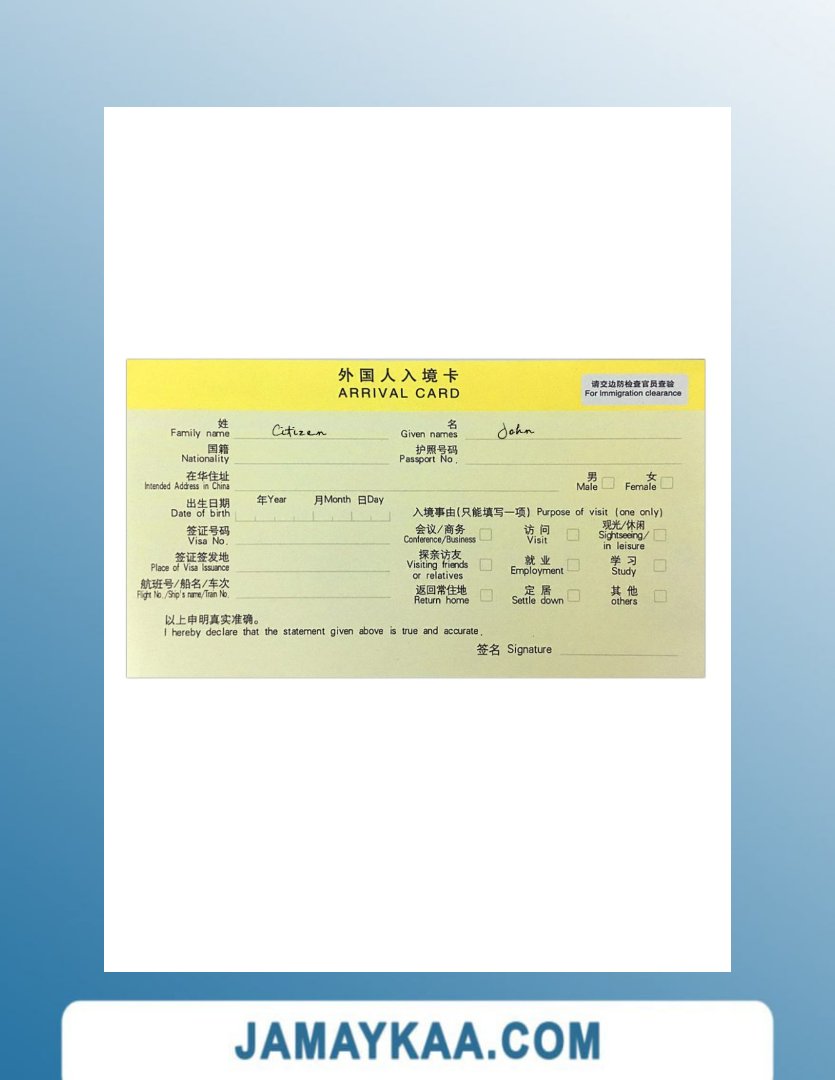 外国人入境卡
ARRIVAL CARD
请交边防检查官员查验
For Immigration clearance
姓
Family name Citizen
名
Given names John
国籍
Nationality
护照号码
Passport No.
在华住址
Intended Address in China
男
Male
女
Female
出生日期
Date of birth
年Year 月Month 日Day
入境事由(只能填写一项) Purpose of visit (one only)
签证号码
Visa No.
会议/商务
Conference/Business
访问
Visit
观光/休闲
Sightseeing/
in leisure
签证签发地
Place of Visa Issuance
探亲访友
Visiting friends
or relatives
就业
Employment
学习
Study
航班号/船名/车次
Flight No./Ship's name/Train No.
返回常住地
Return home
定居
Settle down
其他
others
以上申明真实准确。
I hereby declare that the statement given above is true and accurate.
签名 Signature
JAMAYKAA.COM